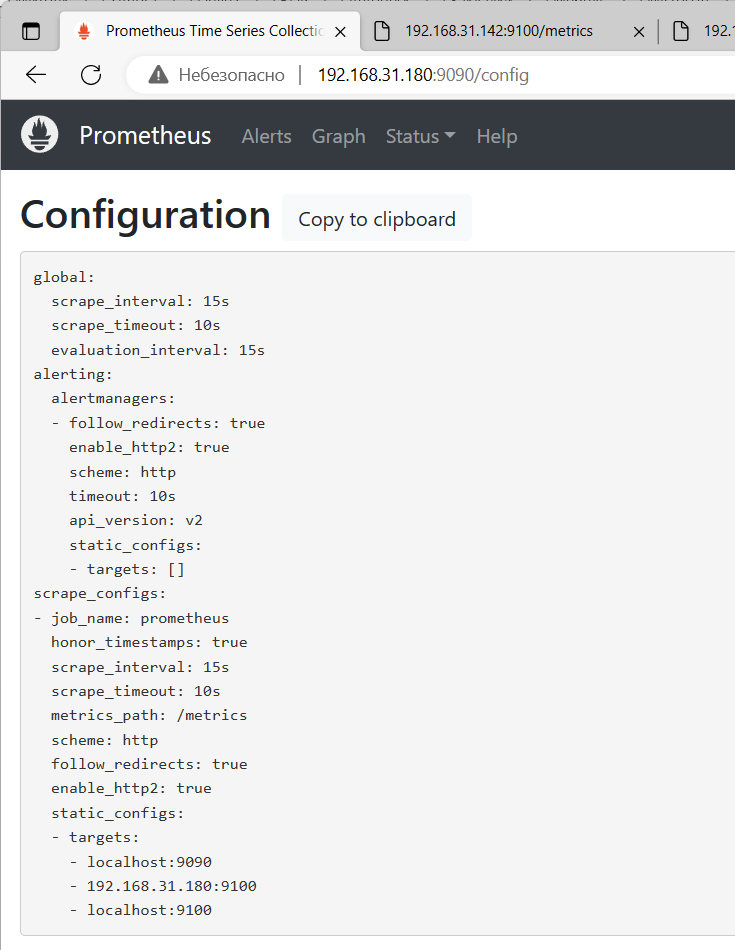 Prometheus Time Series Collectio
192.168.31.142:9100/metrics
192.1
Небезопасно
192.168.31.180:9090/config
Prometheus
Alerts
Graph
Status
Help
Configuration
Copy to clipboard
global:
  scrape_interval: 15s
  scrape_timeout: 10s
  evaluation_interval: 15s
alerting:
  alertmanagers:
  - follow_redirects: true
    enable_http2: true
    scheme: http
    timeout: 10s
    api_version: v2
    static_configs:
    - targets: []
scrape_configs:
- job_name: prometheus
  honor_timestamps: true
  scrape_interval: 15s
  scrape_timeout: 10s
  metrics_path: /metrics
  scheme: http
  follow_redirects: true
  enable_http2: true
  static_configs:
  - targets:
    - localhost:9090
    - 192.168.31.180:9100
    - localhost:9100